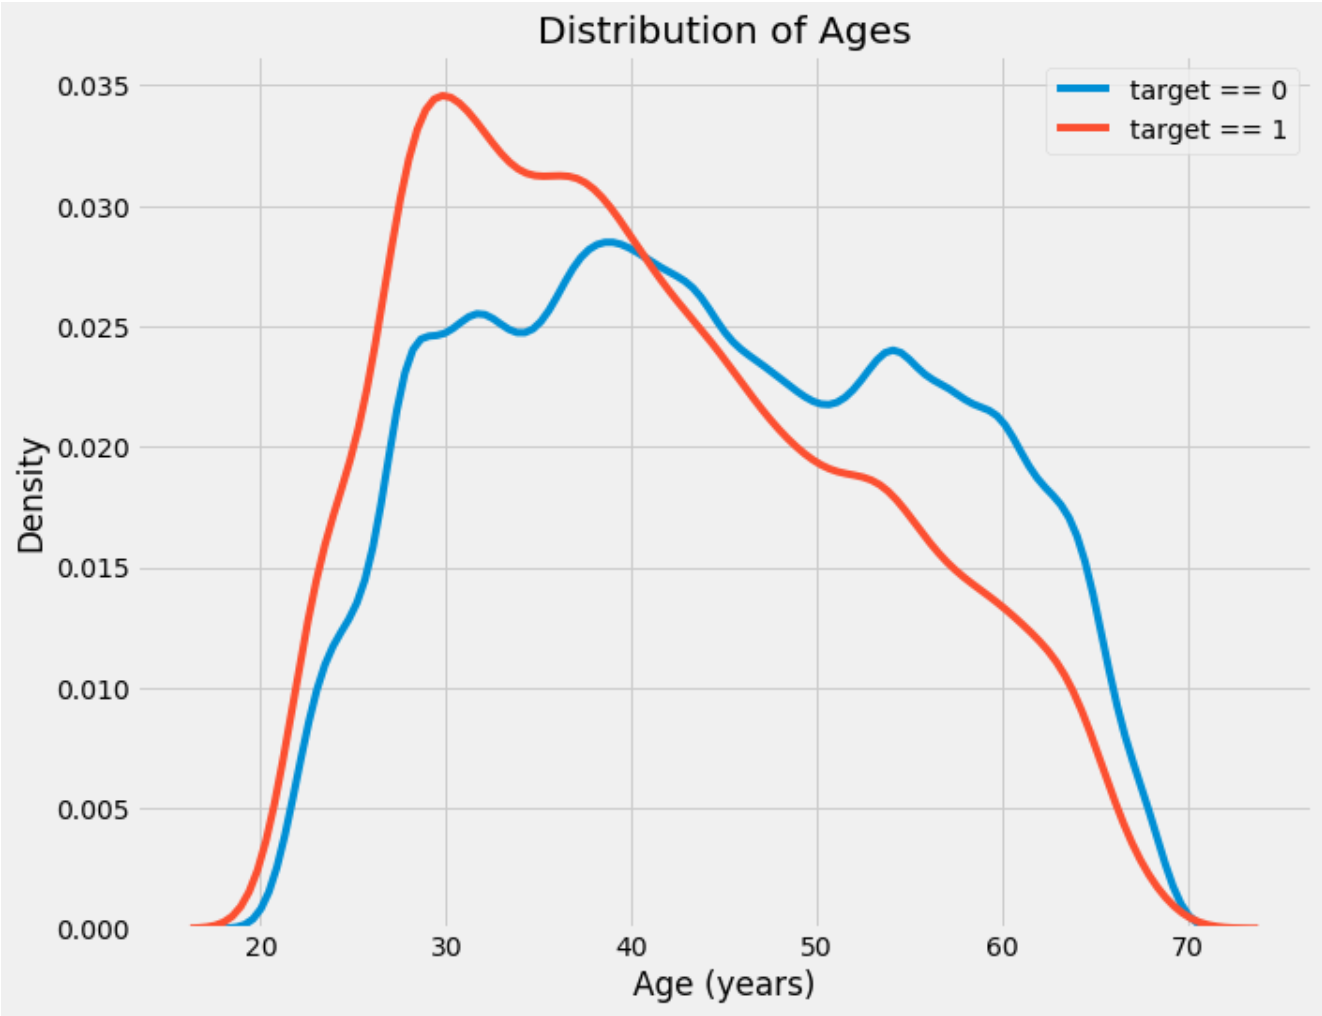 Distribution of Ages
target == 0
target == 1
0.035
0.030
0.025
0.020
0.015
0.010
0.005
0.000
Density
20 30 40 50 60 70
Age (years)